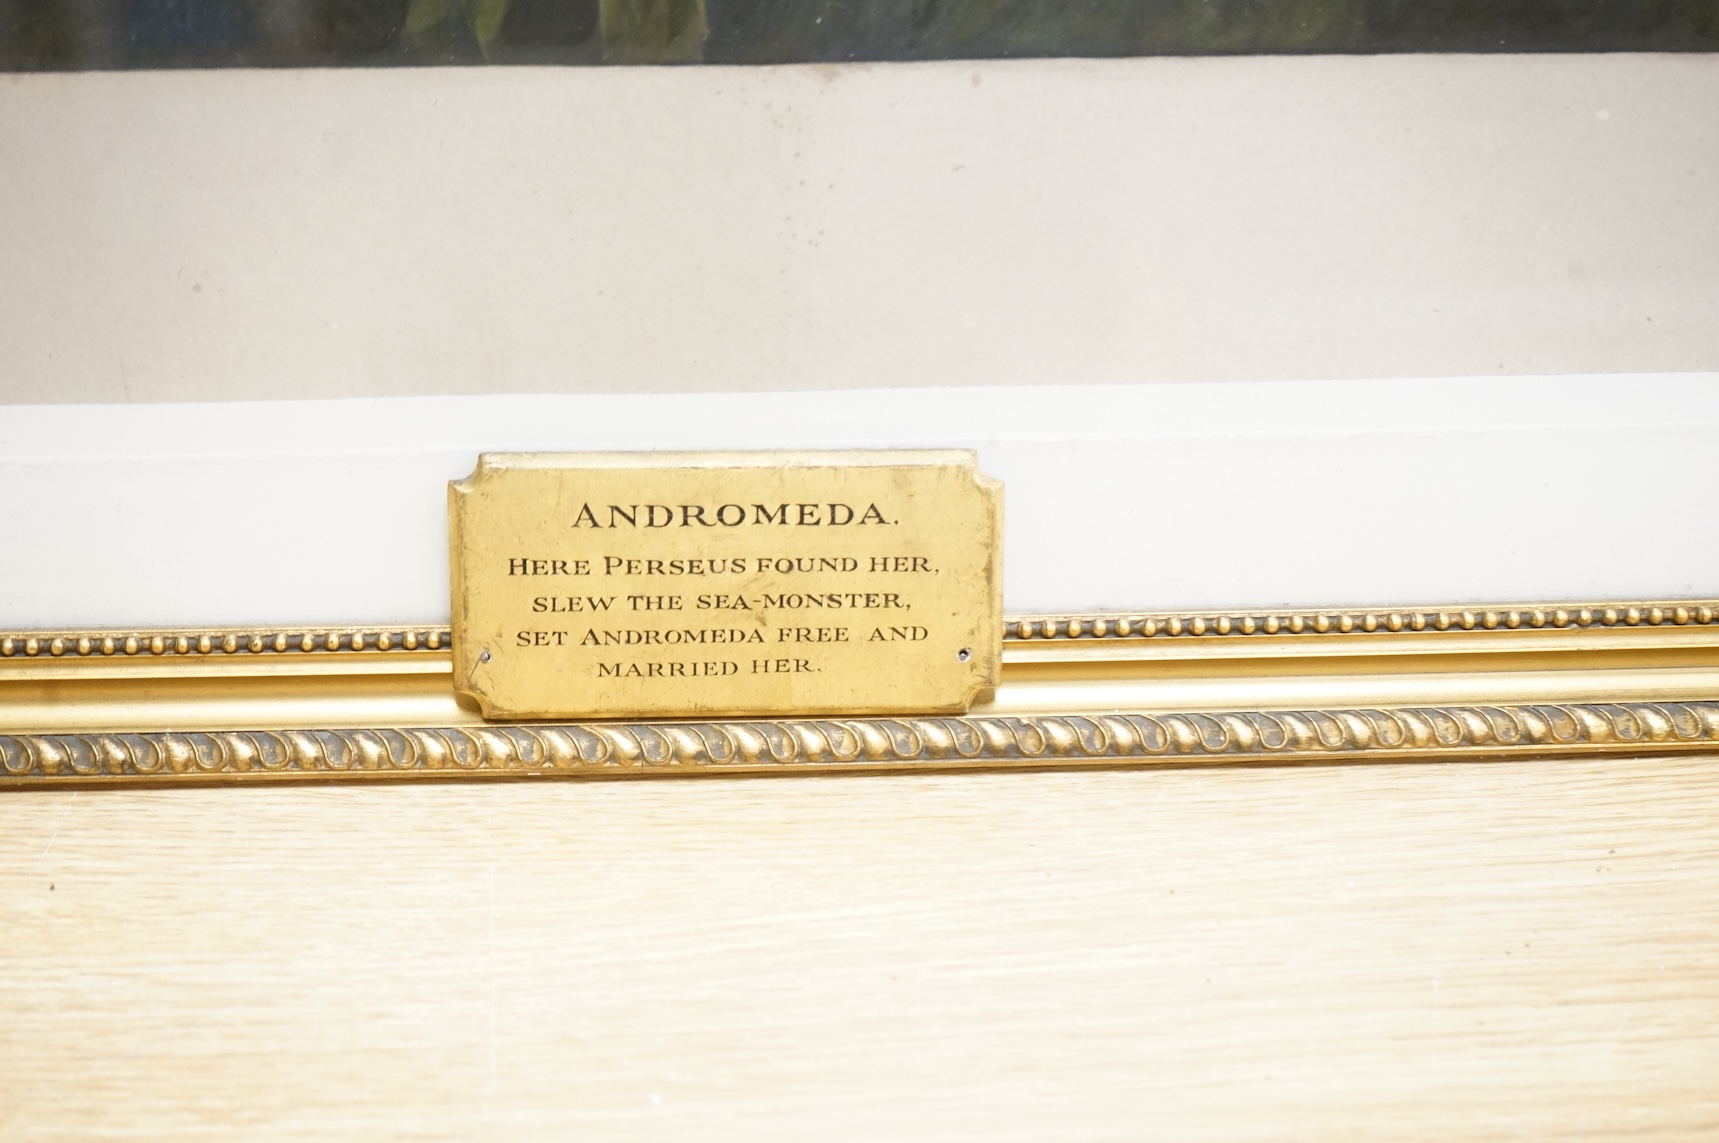 ANDROMEDA.
HERE PERSEUS FOUND HER,
SLEW THE SEA-MONSTER,
SET ANDROMEDA FREE AND
MARRIED HER.